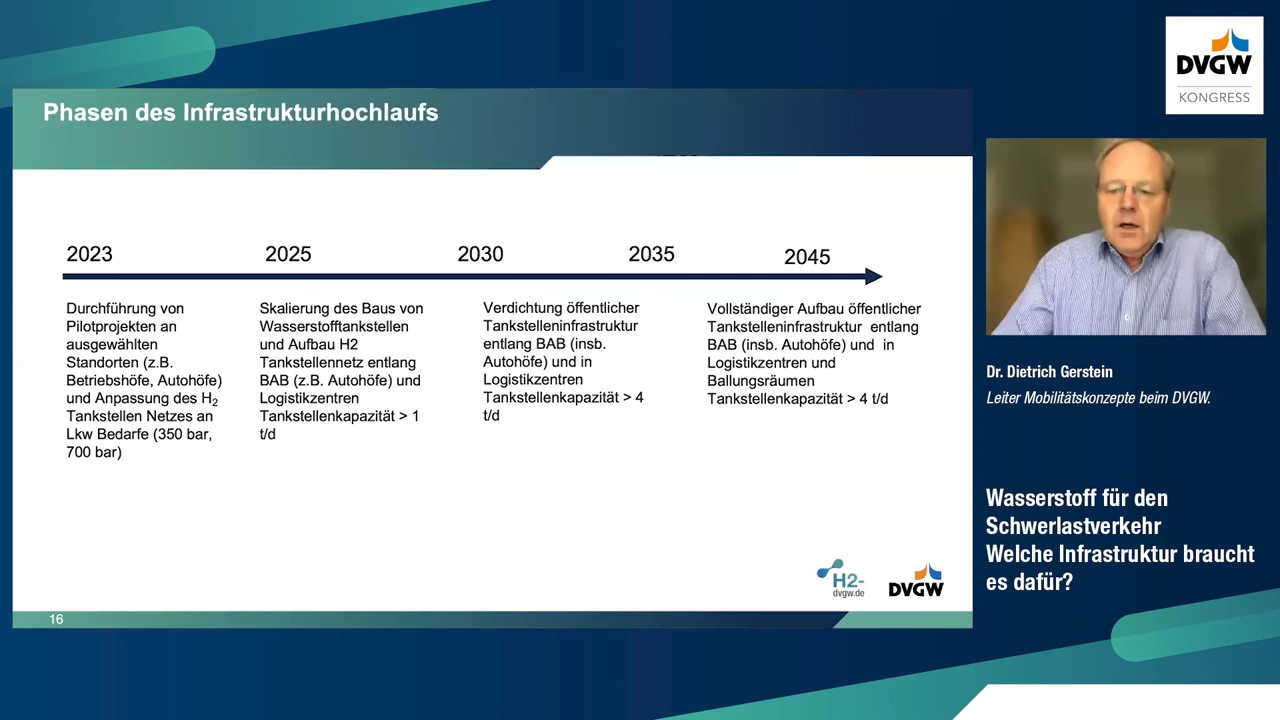 DVGW
KONGRESS
Phasen des Infrastrukturhochlaufs
2023
2025
2030
2035
2045
Durchführung von
Pilotprojekten an
ausgewählten
Standorten (z.B.
Betriebshöfe, Autohöfe)
und Anpassung des H₂
Tankstellen Netzes an
Lkw Bedarfe (350 bar,
700 bar)
Skalierung des Baus von
Wasserstofftankstellen
und Aufbau H2
Tankstellennetz entlang
BAB (z.B. Autohöfe) und
Logistikzentren
Tankstellenkapazität > 1
t/d
Verdichtung öffentlicher
Tankstelleninfrastruktur
entlang BAB (insb.
Autohöfe) und in
Logistikzentren
Tankstellenkapazität > 4
t/d
Vollständiger Aufbau öffentlicher
Tankstelleninfrastruktur entlang
BAB (insb. Autohöfe) und in
Logistikzentren und
Ballungsräumen
Tankstellenkapazität > 4 t/d
H2-
dvgw.de
DVGW
16
Dr. Dietrich Gerstein
Leiter Mobilitätskonzepte beim DVGW.
Wasserstoff für den
Schwerlastverkehr
Welche Infrastruktur braucht
es dafür?